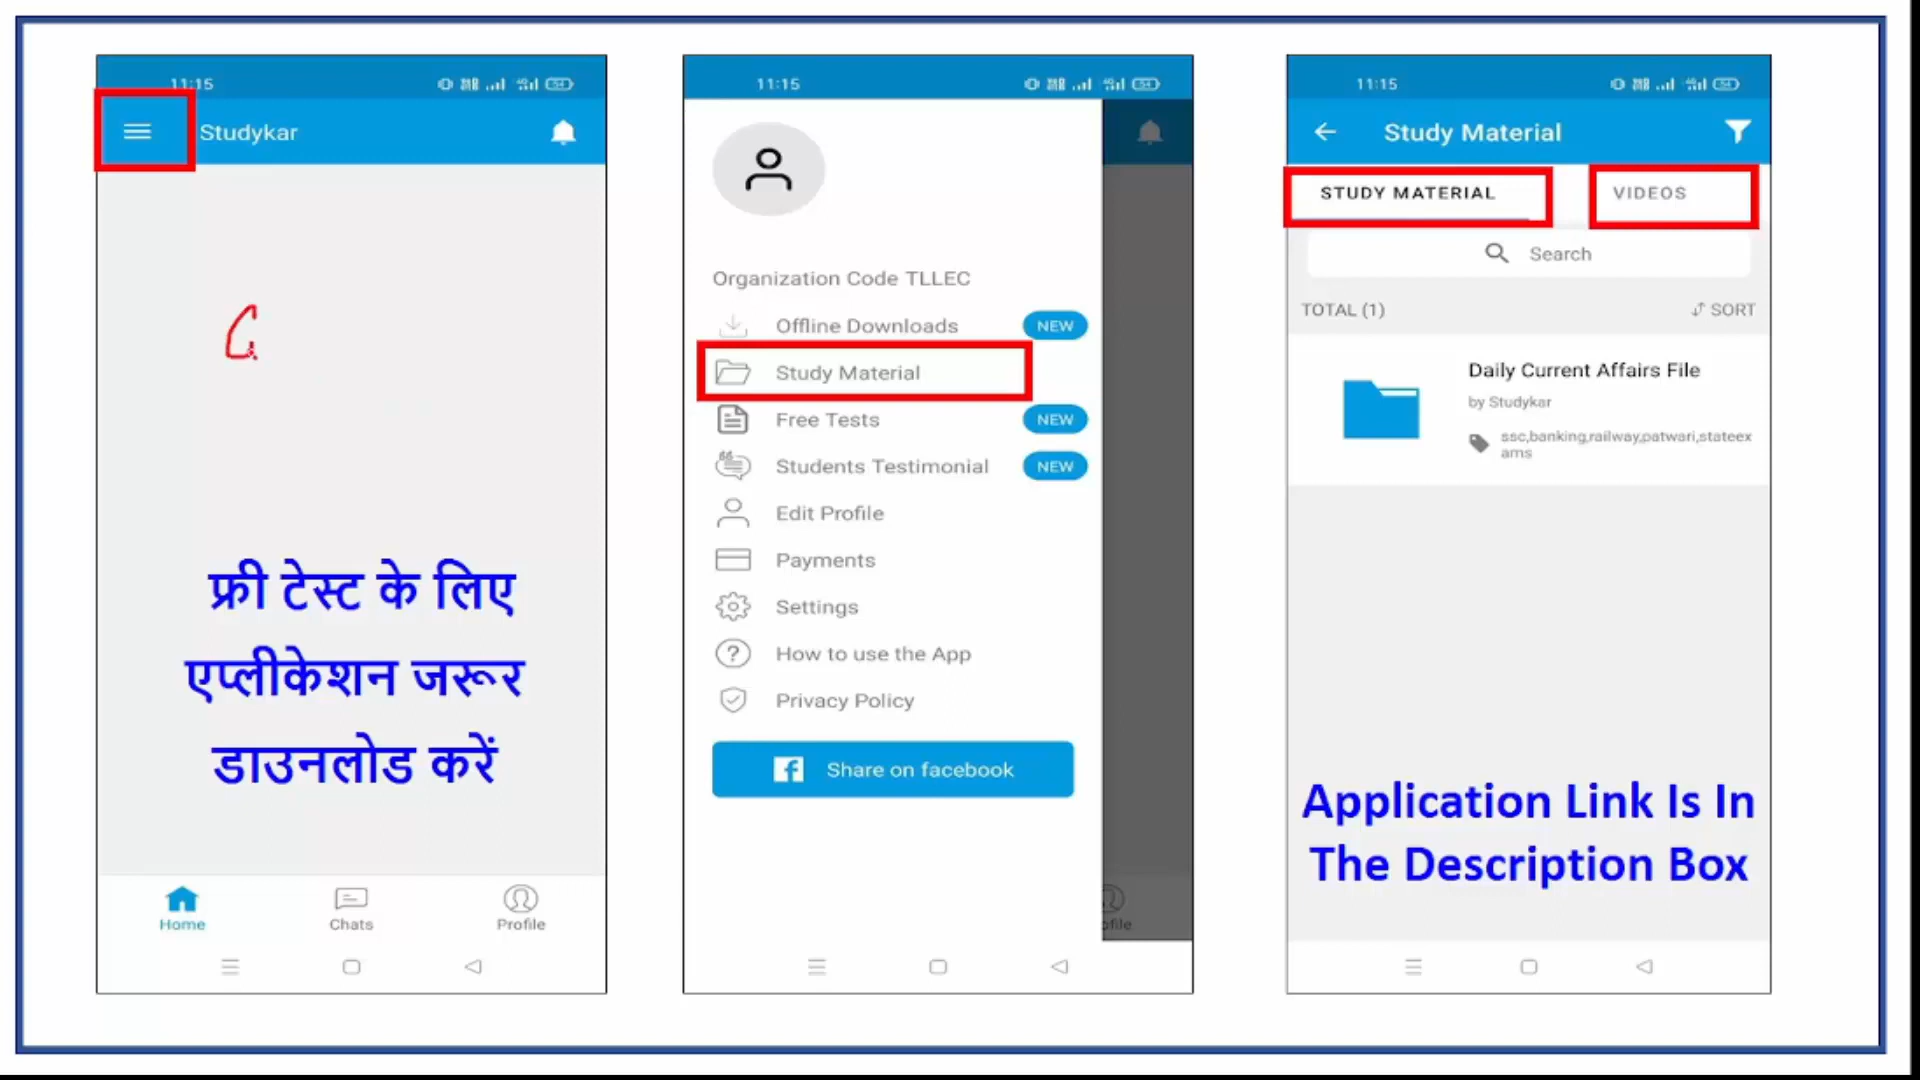 11:15
Studykar
फ्री टेस्ट के लिए
एप्लीकेशन जरूर
डाउनलोड करें
Home
Chats
Profile
11:15
Organization Code TLLEC
Offline Downloads NEW
Study Material
Free Tests NEW
Students Testimonial NEW
Edit Profile
Payments
Settings
How to use the App
Privacy Policy
Share on facebook
ofile
11:15
Study Material
STUDY MATERIAL VIDEOS
Search
TOTAL (1) SORT
Daily Current Affairs File
by Studykar
ssc,banking,railway,patwari,stateex
ams
Application Link Is In
The Description Box